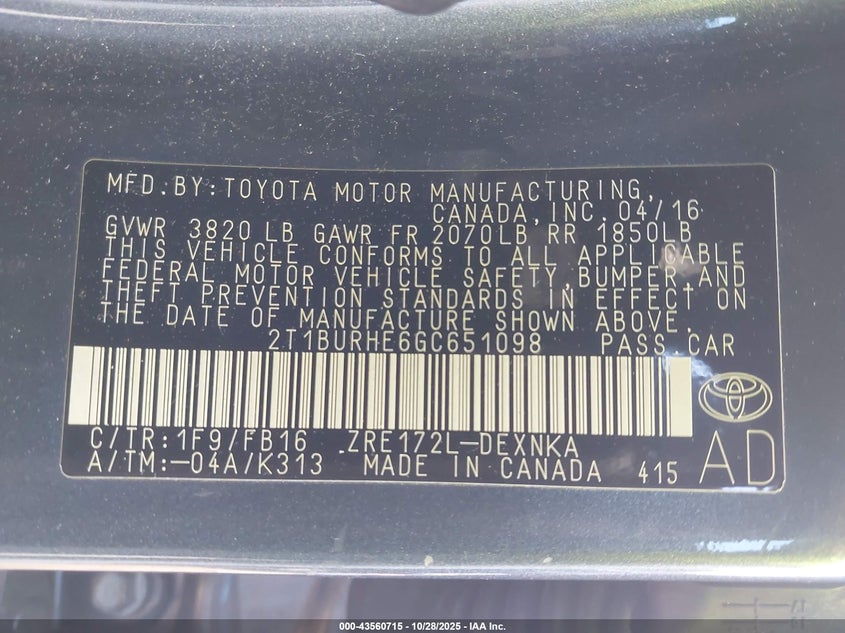 MFD.BY:TOYOTA MOTOR MANUFACTURING,
CANADA,INC.04/16
GVWR 3820 LB GAWR FR 2070LB RR 1850LB
THIS VEHICLE CONFORMS TO ALL APPLICABLE
FEDERAL MOTOR VEHICLE SAFETY,BUMPER,AND
THEFT PREVENTION STANDARDS IN EFFECT ON
THE DATE OF MANUFACTURE SHOWN ABOVE.
2T1BURHE6GC651098 PASS CAR
C/TR:1F9/FB16 ZRE172L-DEXNKA
A/TM:-04A/K313 MADE IN CANADA 415
AD
000-43560715 - 10/28/2025 - IAA Inc.